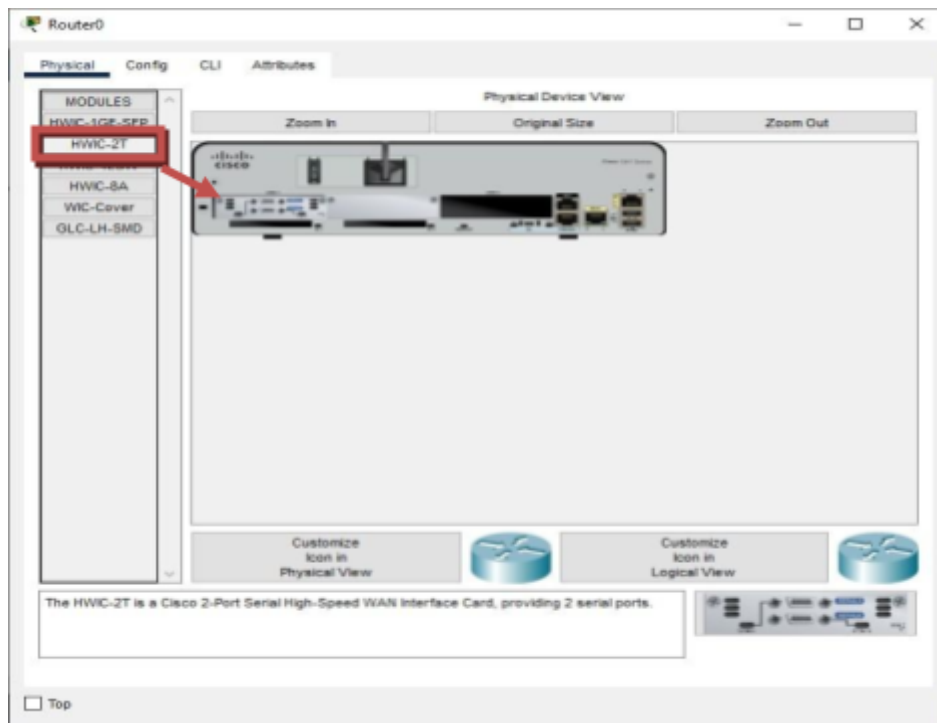 Router0
Physical Config CLI Attributes
MODULES
HWIC-1GE-SFP
HWIC-2T
HWIC-8A
WIC-Cover
GLC-LH-SMD
Physical Device View
Zoom In Original Size Zoom Out
CISCO
Customize
Icon in
Physical View
Customize
Icon in
Logical View
The HWIC-2T is a Cisco 2-Port Serial High-Speed WAN Interface Card, providing 2 serial ports.
Top